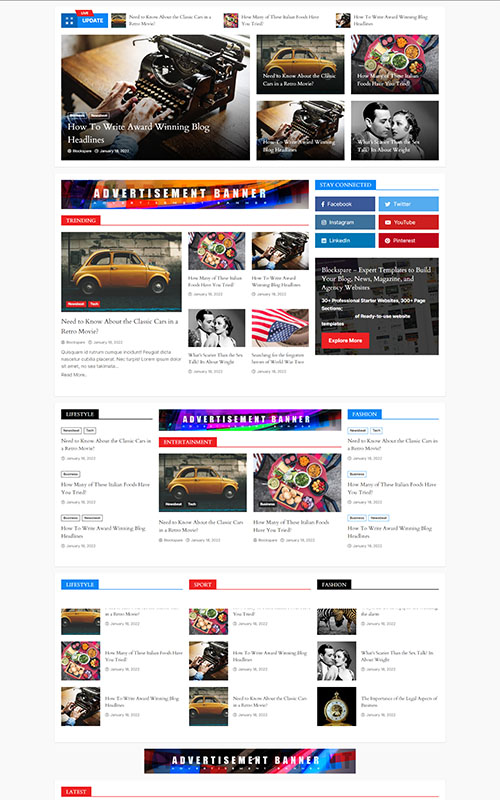 LIVE
UPDATE
Need to Know About the Classic Cars in a
Retro Movie?
How Many of These Italian Foods Have
You Tried?
How To Write Award Winning Blog
Headlines
Newsbeat
How To Write Award Winning Blog
Headlines
Blockspare January 18, 2022
Need to Know About the Classic
Cars in a Retro Movie?
How Many of These Italian
Foods Have You Tried?
How To Write Award Winning
Blog Headlines
What's Scarier Than the Sex
Talk? Its About Weight
ADVERTISEMENT BANNER
ADVERTISEMENT BANNER
TRENDING
Newsbeat Tech
Need to Know About the Classic Cars in a
Retro Movie?
Blockspare January 18, 2022
Quisquam id rutrum cumque incidunt! Feugiat dicta
nascetur cubilia placerat. Nec turpis! Lorem ipsum dolor
sit amet, no sea takimata...
Read More..
How Many of These Italian
Foods Have You Tried?
January 18, 2022
How To Write Award
Winning Blog Headlines
January 18, 2022
What's Scarier Than the Sex
Talk? Its About Weight
January 18, 2022
Searching for the forgotten
heroes of World War Two
January 18, 2022
STAY CONNECTED
Facebook
Twitter
Instagram
YouTube
LinkedIn
Pinterest
Blockspare – Expert Templates to Build
Your Blog, News, Magazine, and
Agency Websites
30+ Professional Starter Websites, 300+ Page
Sections;
of Ready-to-use website
templates
Explore More
LIFESTYLE
Newsbeat Tech
Need to Know About the Classic Cars in
a Retro Movie?
January 18, 2022
Business
How Many of These Italian Foods Have
You Tried?
January 18, 2022
Business Newsbeat
How To Write Award Winning Blog
Headlines
January 18, 2022
ADVERTISEMENT BANNER
ADVERTISEMENT BANNER
ENTERTAINMENT
Newsbeat Tech
Need to Know About the Classic Cars
in a Retro Movie?
Blockspare January 18, 2022
Business
How Many of These Italian Foods
Have You Tried?
Blockspare January 18, 2022
FASHION
Newsbeat Tech
Need to Know About the Classic Cars in
a Retro Movie?
January 18, 2022
Business
How Many of These Italian Foods Have
You Tried?
January 18, 2022
Business Newsbeat
How To Write Award Winning Blog
Headlines
January 18, 2022
LIFESTYLE
in a Retro Movie?
January 18, 2022
How Many of These Italian Foods
Have You Tried?
January 18, 2022
How To Write Award Winning Blog
Headlines
January 18, 2022
SPORT
Have You Tried?
January 18, 2022
How To Write Award Winning Blog
Headlines
January 18, 2022
Need to Know About the Classic Cars
in a Retro Movie?
January 18, 2022
FASHION
the alarm
January 18, 2022
What's Scarier Than the Sex Talk? Its
About Weight
January 18, 2022
The Importance of the Legal Aspects of
Business
January 18, 2022
ADVERTISEMENT BANNER
ADVERTISEMENT BANNER
LATEST